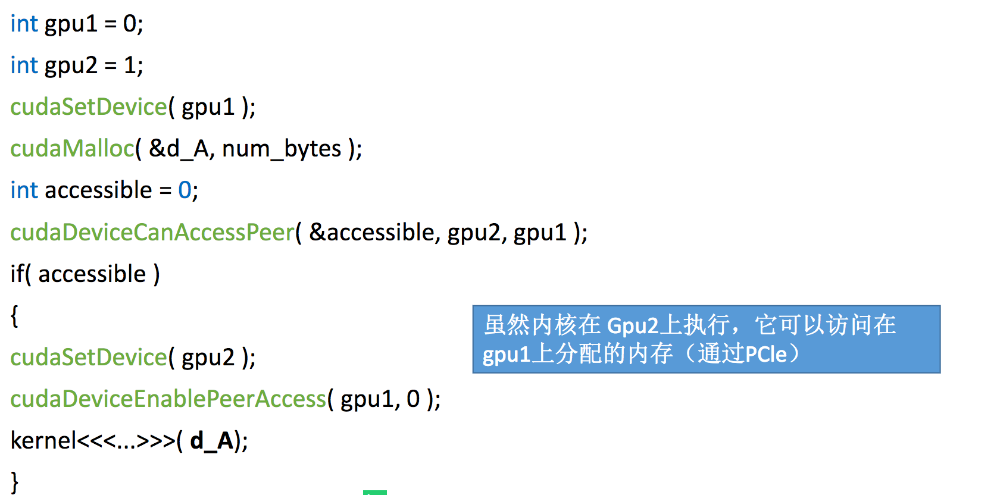 int gpu1 = 0;
int gpu2 = 1;
cudaSetDevice( gpu1 );
cudaMalloc( &d_A, num_bytes );
int accessible = 0;
cudaDeviceCanAccessPeer( &accessible, gpu2, gpu1 );
if( accessible )
{
cudaSetDevice( gpu2 );
cudaDeviceEnablePeerAccess( gpu1, 0 );
kernel<<<...>>>( d_A);
}
虽然内核在 Gpu2上执行，它可以访问在
gpu1上分配的内存（通过PCIe）